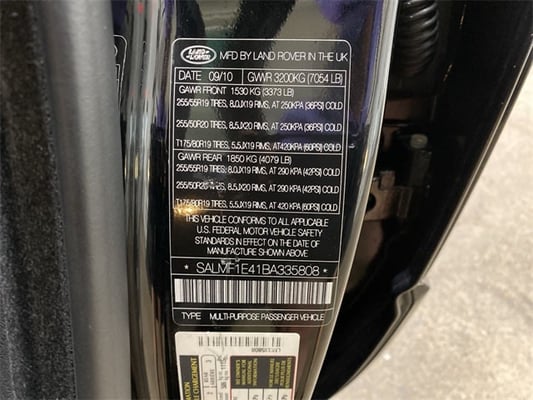 LAND ROVER MFD BY LAND ROVER IN THE UK
DATE 09/10 GWR 3200KG (7054 LB)
GAWR FRONT 1530 KG (3373 LB)
255/55R19 TIRES, 8.0JX19 RIMS, AT 250KPA (36PSI) COLD
255/50R20 TIRES, 8.5JX20 RIMS, AT 250KPA (36PSI) COLD
T175/80R19 TIRES, 5.5JX19 RIMS, AT420KPA (60PSI) COLD
GAWR REAR 1850 KG (4079 LB)
255/55R19 TIRES, 8.0JX19 RIMS, AT 290 KPA (42PSI) COLD
255/50R20 TIRES, 8.5JX20 RIMS, AT 290 KPA (42PSI) COLD
T175/80R19 TIRES, 5.5JX19 RIMS, AT 420 KPA (60PSI) COLD
THIS VEHICLE CONFORMS TO ALL APPLICABLE
U.S. FEDERAL MOTOR VEHICLE SAFETY
STANDARDS IN EFFECT ON THE DATE OF
MANUFACTURE SHOWN ABOVE
* SALMF1E41BA335808 *
TYPE MULTI-PURPOSE PASSENGER VEHICLE